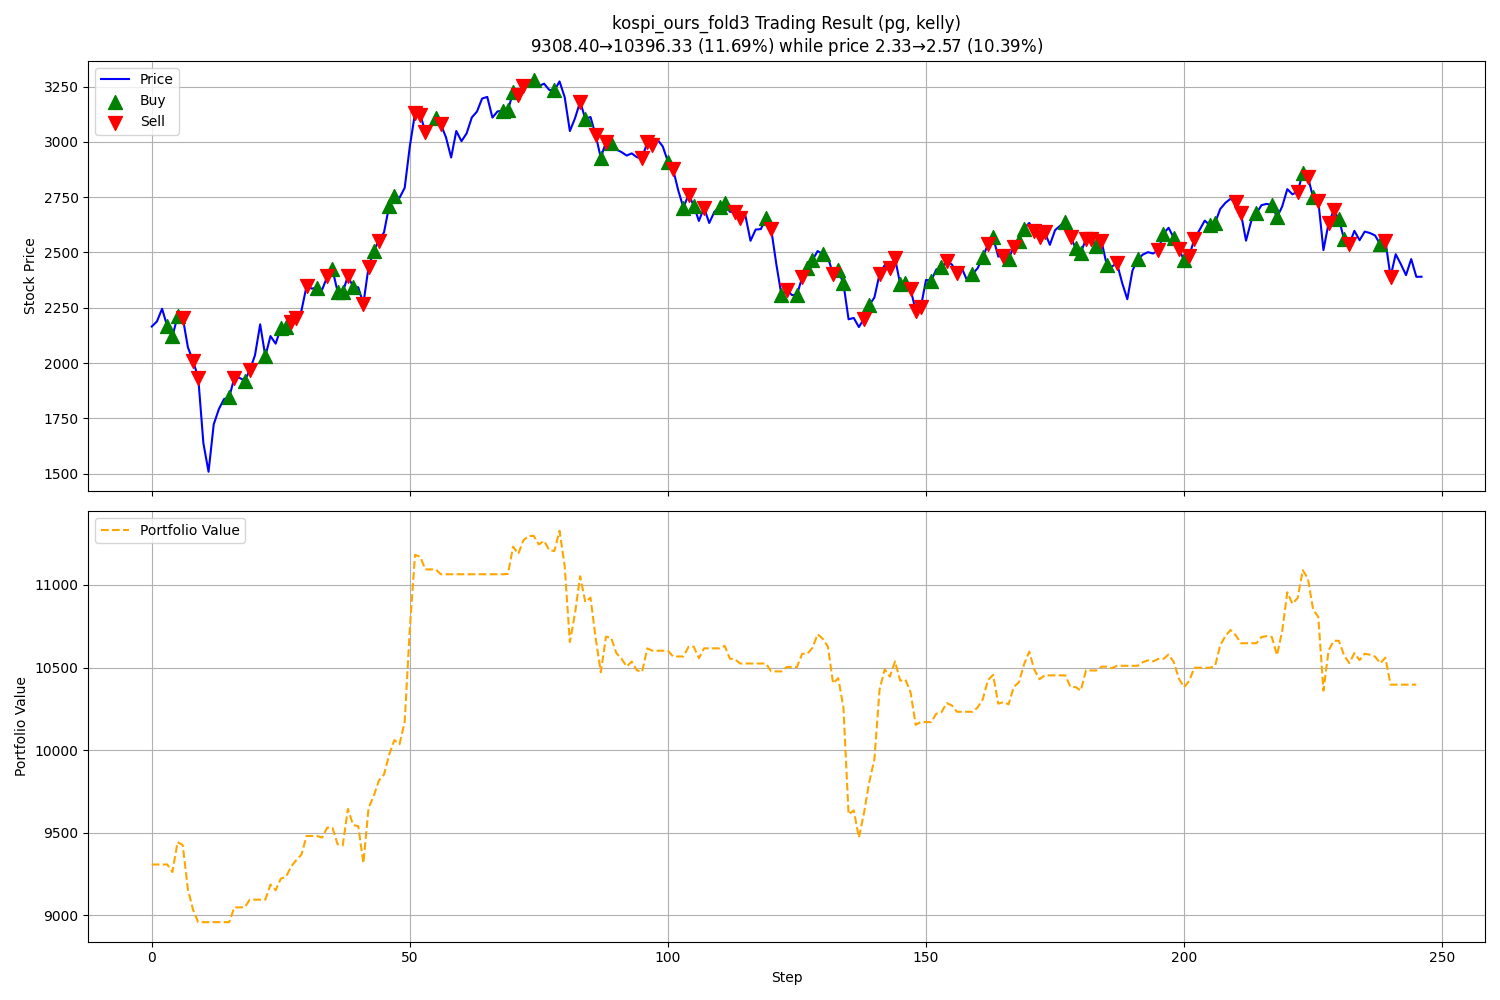 kospi_ours_fold3 Trading Result (pg, kelly)
9308.40→10396.33 (11.69%) while price 2.33→2.57 (10.39%)
Price
Buy
Sell
Stock Price
3250
3000
2750
2500
2250
2000
1750
1500
Portfolio Value
Portfolio Value
11000
10500
10000
9500
9000
0
50
100
150
200
250
Step